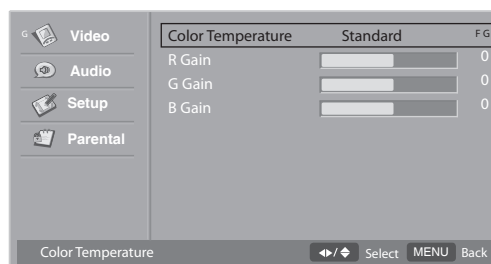 G Video
Audio
Setup
Parental
Color Temperature Standard F G
R Gain 0
G Gain 0
B Gain 0
Color Temperature / Select MENU Back